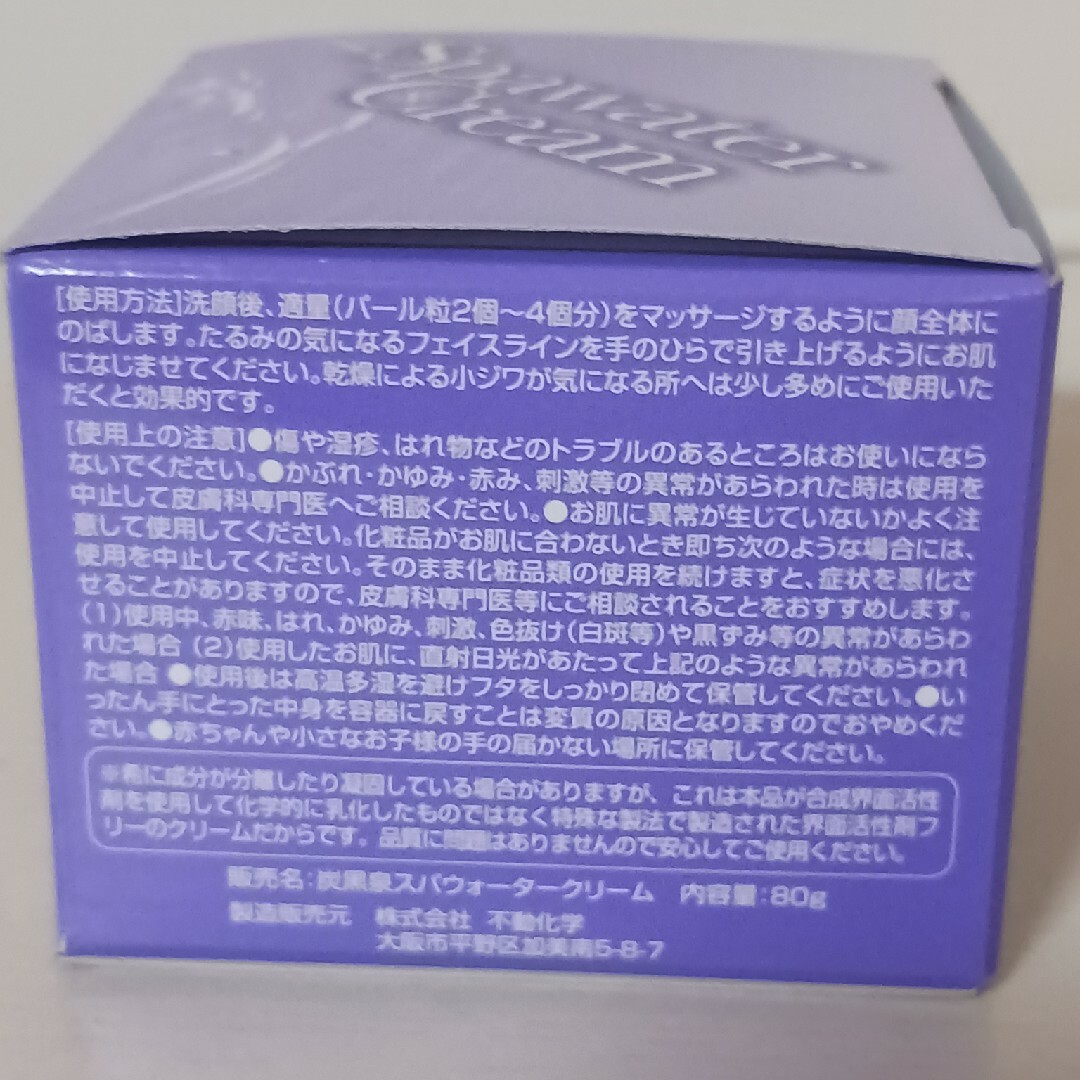 Spawater
Cream
[使用方法]洗顔後、適量(パール粒2個〜4個分)をマッサージするように顔全体に
のばします。たるみの気になるフェイスラインを手のひらで引き上げるようにお肌
になじませてください。乾燥による小ジワが気になる所へは少し多めにご使用いた
だくと効果的です。
[使用上の注意]●傷や湿疹、はれ物などのトラブルのあるところはお使いになら
ないでください。●かぶれ・かゆみ・赤み、刺激等の異常があらわれた時は使用を
中止して皮膚科専門医へご相談ください。●お肌に異常が生じていないかよく注
意して使用してください。化粧品がお肌に合わないとき即ち次のような場合には、
使用を中止してください。そのまま化粧品類の使用を続けますと、症状を悪化さ
せることがありますので、皮膚科専門医等にご相談されることをおすすめします。
(1)使用中、赤味、はれ、かゆみ、刺激、色抜け(白斑等)や黒ずみ等の異常があらわ
れた場合 (2)使用したお肌に、直射日光があたって上記のような異常があらわれ
た場合 ●使用後は高温多湿を避けフタをしっかり閉めて保管してください。●い
ったん手にとった中身を容器に戻すことは変質の原因となりますのでおやめくだ
さい。●赤ちゃんや小さなお子様の手の届かない場所に保管してください。
※希に成分が分離したり凝固している場合がありますが、これは本品が合成界面活性
剤を使用して化学的に乳化したものではなく特殊な製法で製造された界面活性剤フ
リーのクリームだからです。品質に問題はありませんので安心してご使用ください。
販売名：炭黒泉スパウォータークリーム 内容量：80g
製造販売元 株式会社 不動化学
大阪市平野区加美南5-8-7